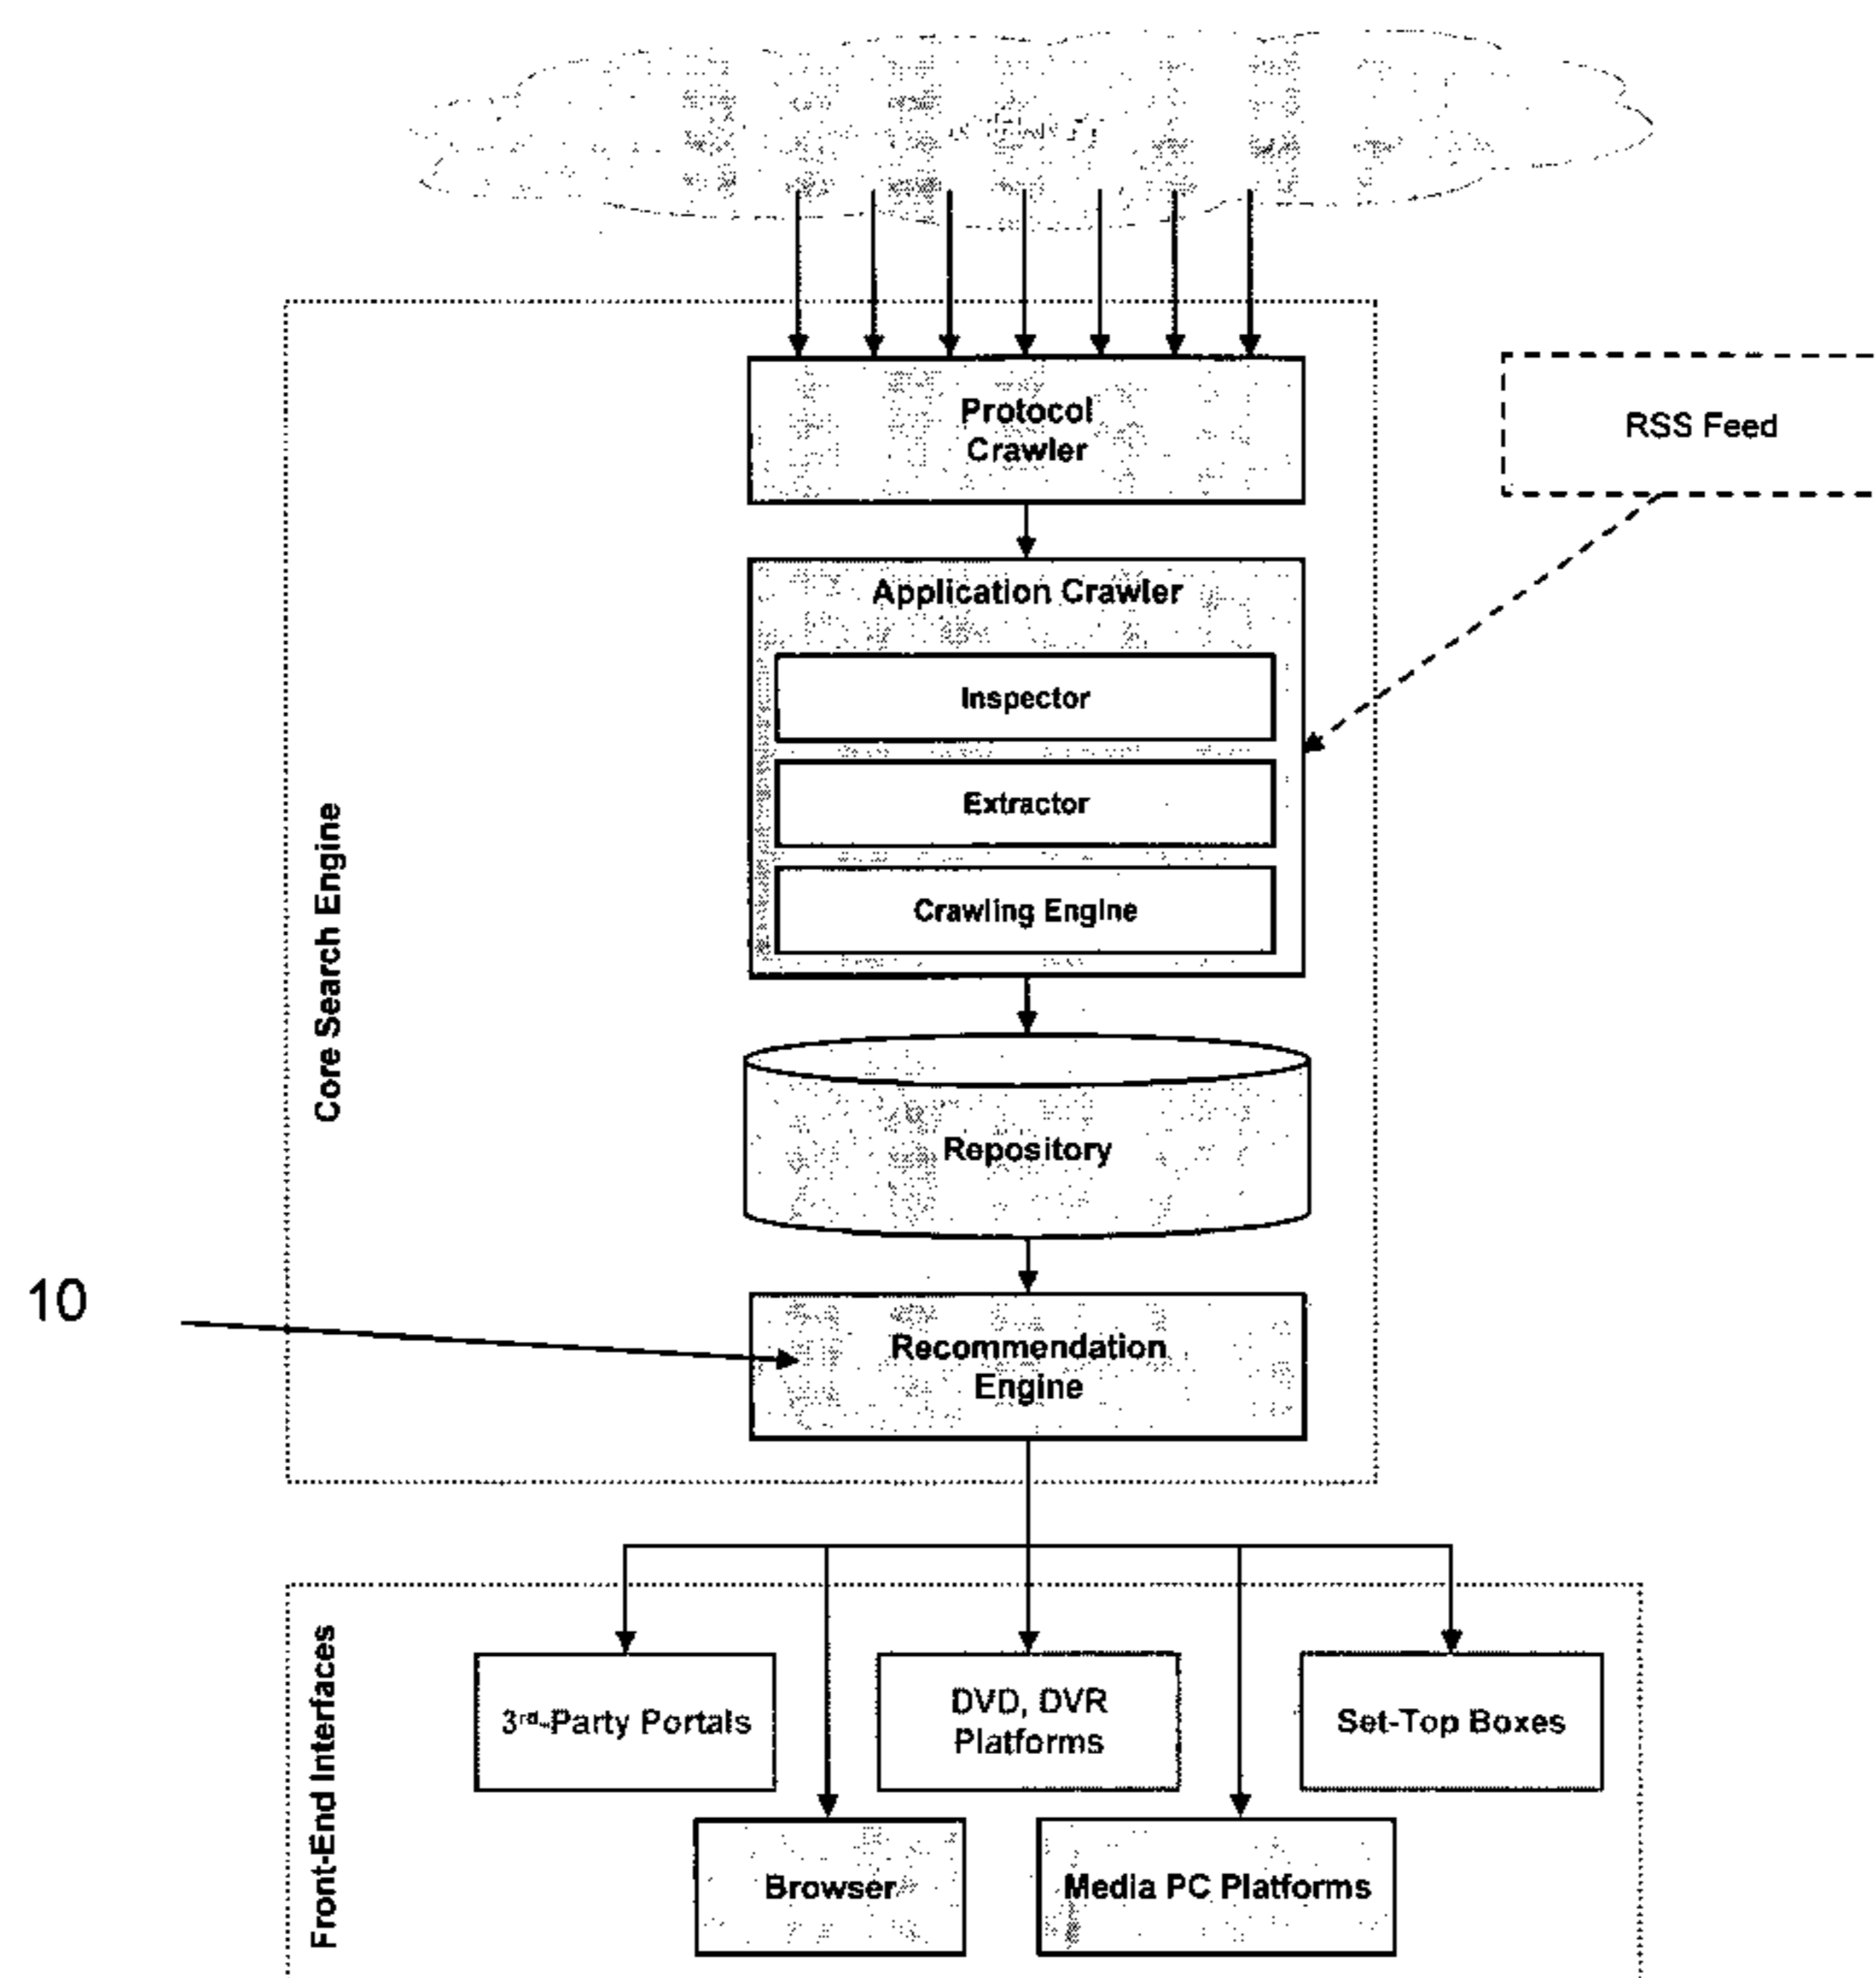 Protocol
Crawler
RSS Feed
Application Crawler
Inspector
Extractor
Crawling Engine
Core Search Engine
Repository
10
Recommendation
Engine
Front-End Interfaces
3rd-Party Portals
DVD, DVR
Platforms
Set-Top Boxes
Browser
Media PC Platforms